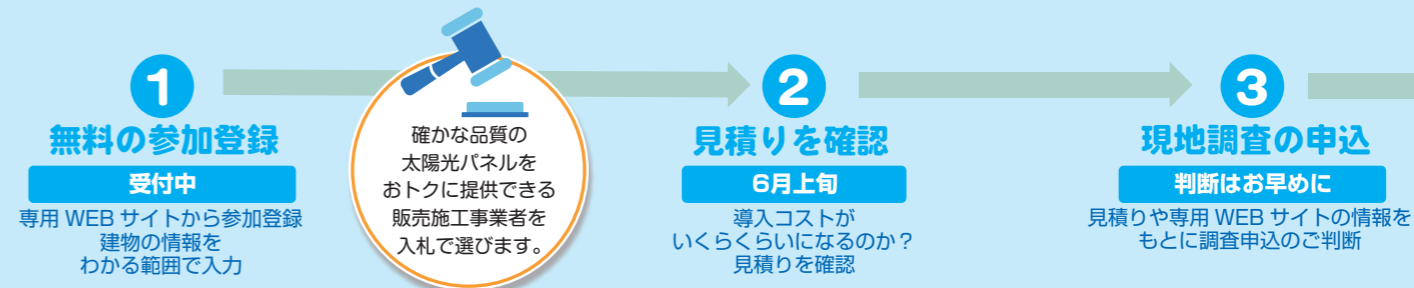 1
無料の参加登録
受付中
専用 WEB サイトから参加登録
建物の情報を
わかる範囲で入力
確かな品質の
太陽光パネルを
おトクに提供できる
販売施工事業者を
入札で選びます。
2
見積りを確認
6月上旬
導入コストが
いくらくらいになるのか？
見積りを確認
3
現地調査の申込
判断はお早めに
見積りや専用 WEB サイトの情報を
もとに調査申込のご判断